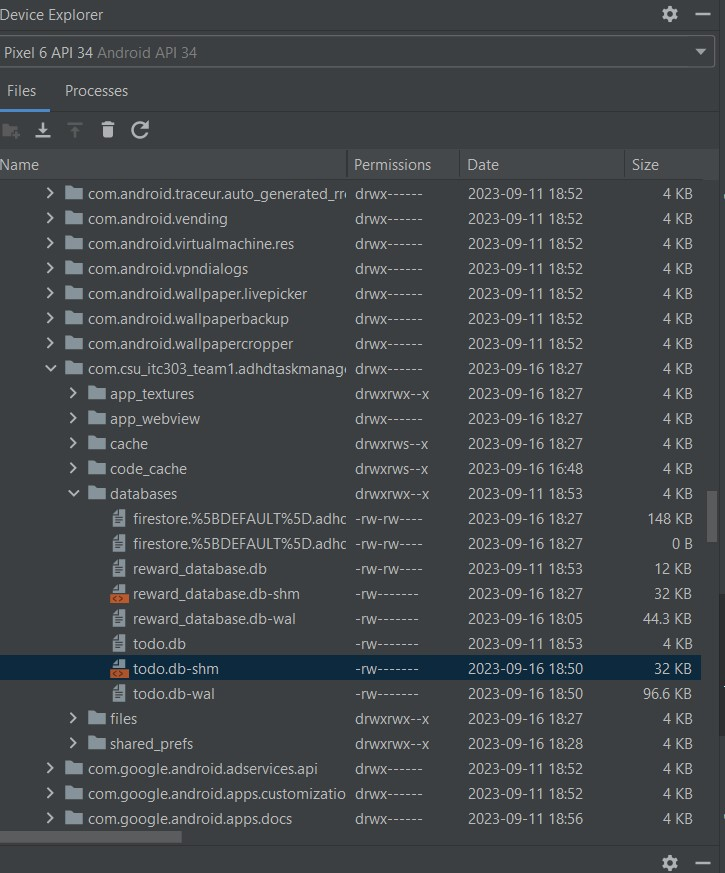 Device Explorer
Pixel 6 API 34 Android API 34
Files Processes
Name Permissions Date Size
com.android.traceur.auto_generated_rr drwx------ 2023-09-11 18:52 4 KB
com.android.vending drwx------ 2023-09-11 18:52 4 KB
com.android.virtualmachine.res drwx------ 2023-09-11 18:52 4 KB
com.android.vpndialogs drwx------ 2023-09-11 18:52 4 KB
com.android.wallpaper.livepicker drwx------ 2023-09-11 18:52 4 KB
com.android.wallpaperbackup drwx------ 2023-09-11 18:52 4 KB
com.android.wallpapercropper drwx------ 2023-09-11 18:52 4 KB
com.csu_itc303_team1.adhdtaskmanag drwx------ 2023-09-16 18:27 4 KB
app_textures drwxrwx--x 2023-09-16 18:27 4 KB
app_webview drwx------ 2023-09-16 18:27 4 KB
cache drwxrws--x 2023-09-16 18:27 4 KB
code_cache drwxrws--x 2023-09-16 16:48 4 KB
databases drwxrwx--x 2023-09-11 18:53 4 KB
firestore.%5BDEFAULT%5D.adhc -rw-rw---- 2023-09-16 18:27 148 KB
firestore.%5BDEFAULT%5D.adhc -rw-rw---- 2023-09-16 18:27 0 B
reward_database.db -rw-rw---- 2023-09-11 18:53 12 KB
reward_database.db-shm -rw------- 2023-09-16 18:27 32 KB
reward_database.db-wal -rw------- 2023-09-16 18:05 44.3 KB
todo.db -rw------- 2023-09-11 18:53 4 KB
todo.db-shm -rw------- 2023-09-16 18:50 32 KB
todo.db-wal -rw------- 2023-09-16 18:50 96.6 KB
files drwxrwx--x 2023-09-16 18:27 4 KB
shared_prefs drwxrwx--x 2023-09-16 18:28 4 KB
com.google.android.adservices.api drwx------ 2023-09-11 18:52 4 KB
com.google.android.apps.customizatio drwx------ 2023-09-11 18:52 4 KB
com.google.android.apps.docs drwx------ 2023-09-11 18:56 4 KB